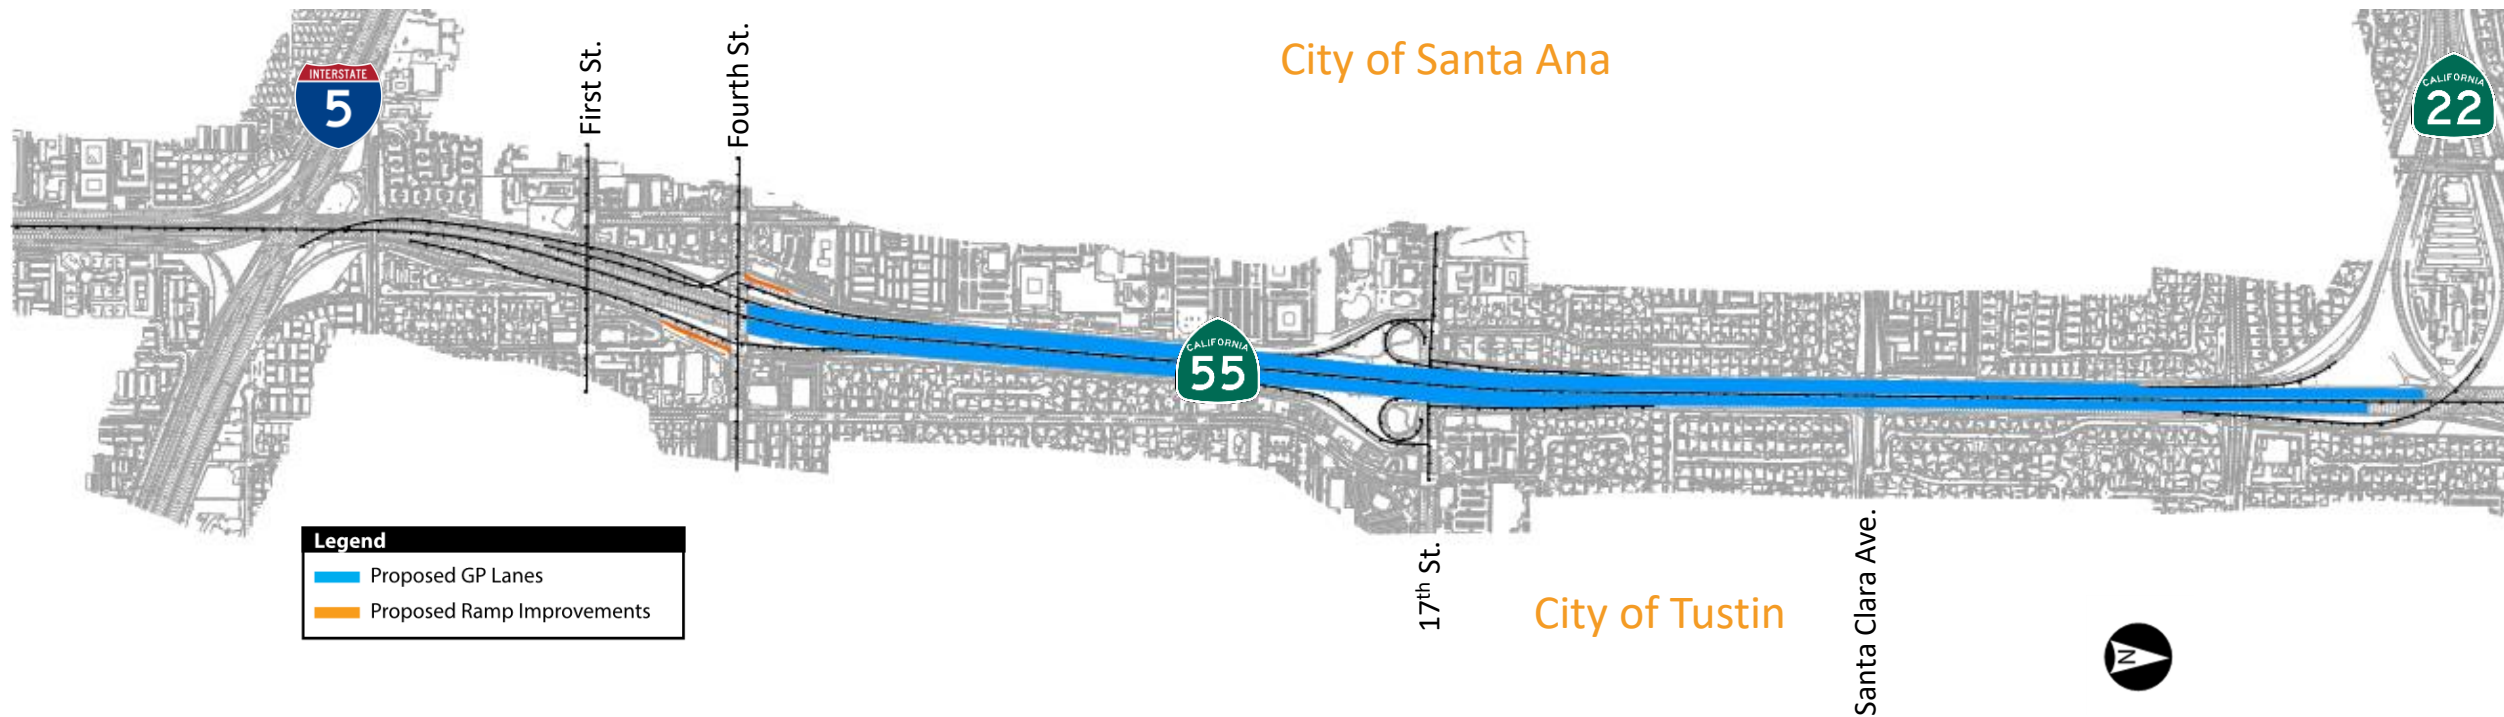 City of Santa Ana
INTERSTATE
5
First St.
Fourth St.
CALIFORNIA
22
CALIFORNIA
55
Legend
Proposed GP Lanes
Proposed Ramp Improvements
17th St.
City of Tustin
Santa Clara Ave.
N